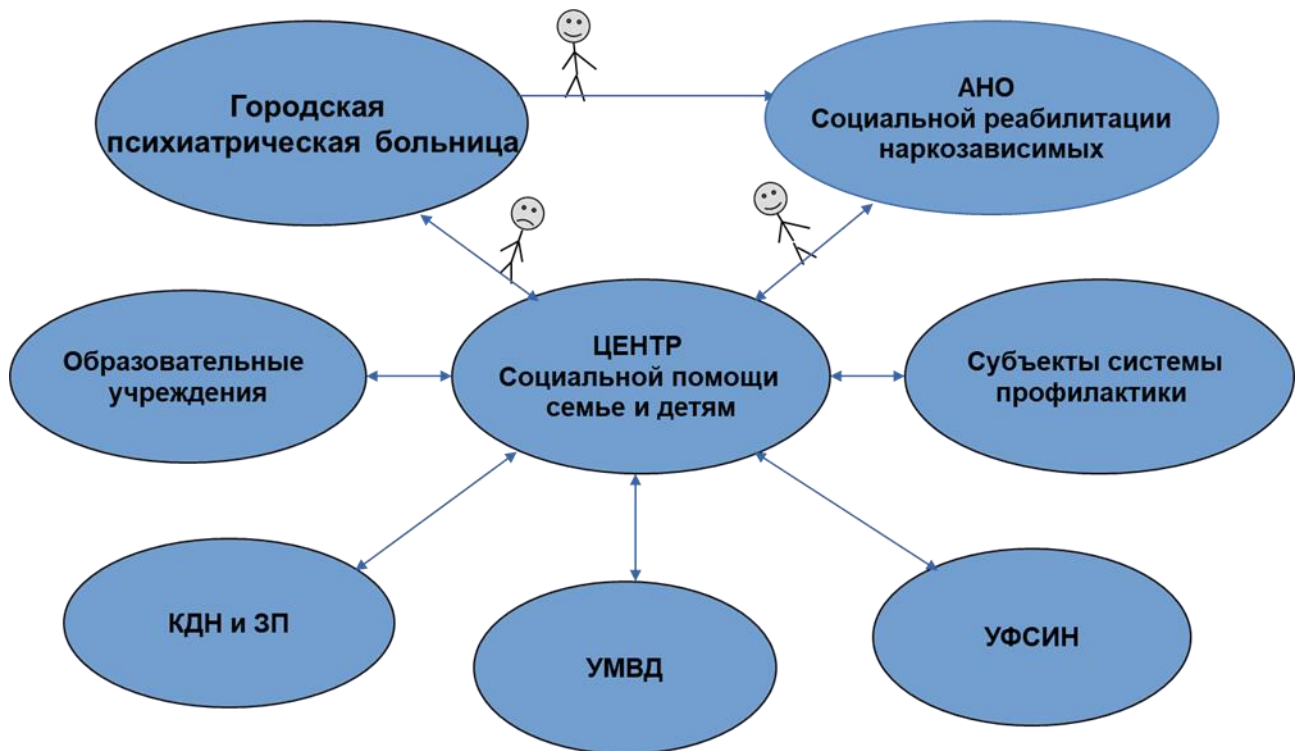 Городская
психиатрическая больница
АНО
Социальной реабилитации
наркозависимых
Образовательные
учреждения
ЦЕНТР
Социальной помощи
семье и детям
Субъекты системы
профилактики
КДН и ЗП
УМВД
УФСИН